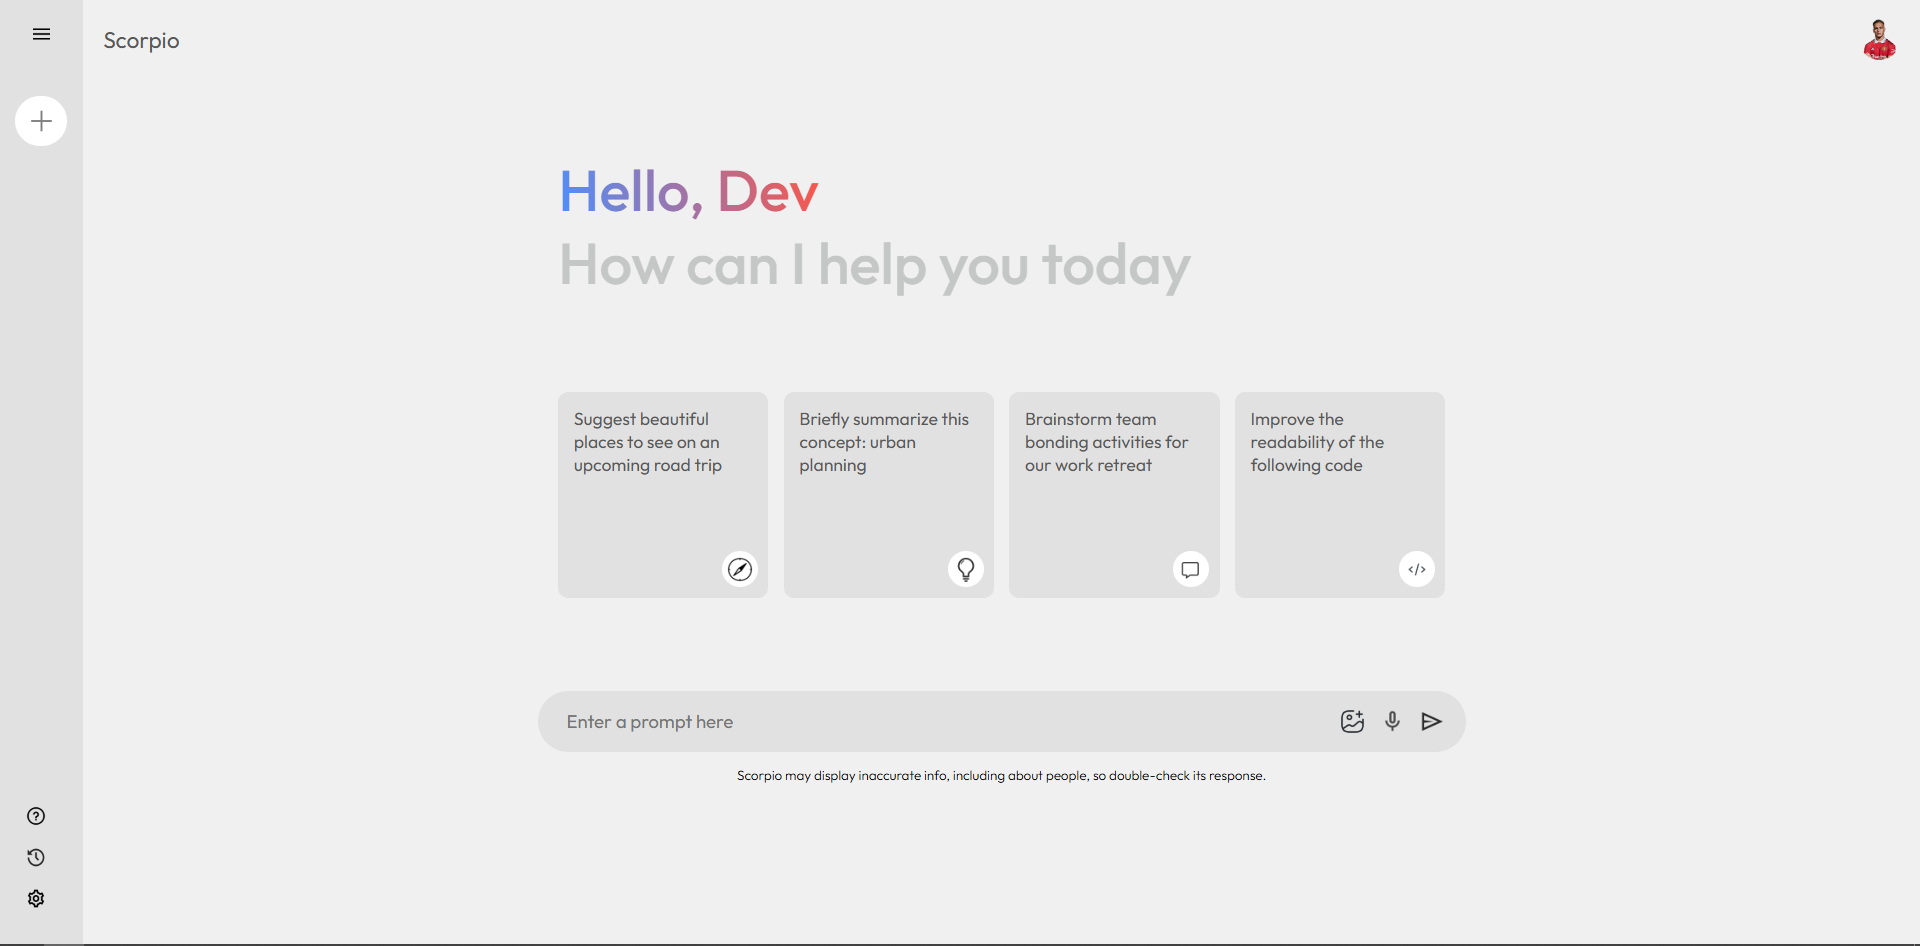 Scorpio
Hello, Dev
How can I help you today
Suggest beautiful
places to see on an
upcoming road trip
Briefly summarize this
concept: urban
planning
Brainstorm team
bonding activities for
our work retreat
Improve the
readability of the
following code
Enter a prompt here
Scorpio may display inaccurate info, including about people, so double-check its response.